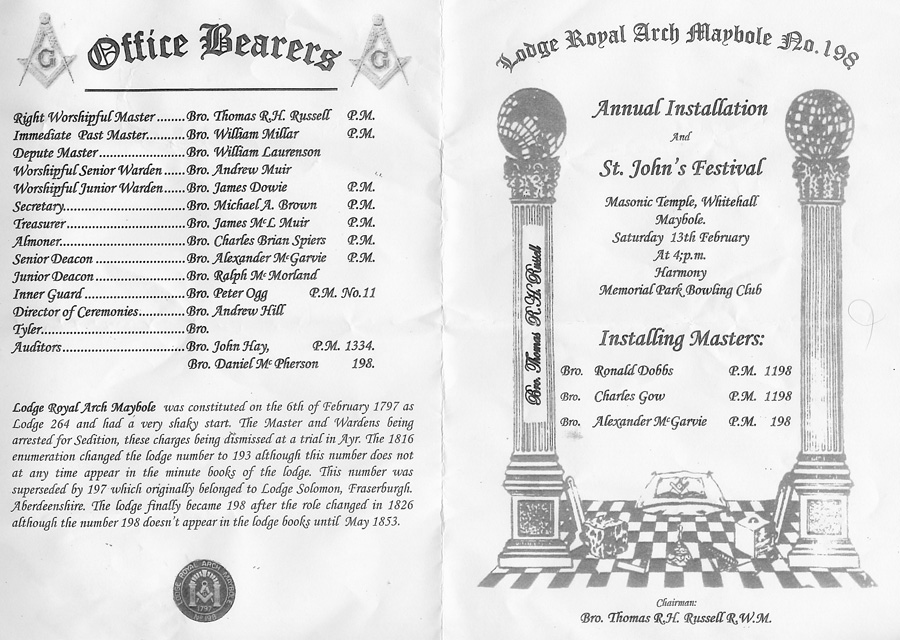 Office Bearers
Right Worshipful Master ........ Bro. Thomas R.H. Russell P.M.
Immediate Past Master........... Bro. William Millar P.M.
Depute Master ........................ Bro. William Laurenson
Worshipful Senior Warden ...... Bro. Andrew Muir
Worshipful Junior Warden...... Bro. James Dowie P.M.
Secretary.................................. Bro. Michael A. Brown P.M.
Treasurer ................................. Bro. James McL Muir P.M.
Almoner................................... Bro. Charles Brian Spiers P.M.
Senior Deacon ......................... Bro. Alexander McGarvie P.M.
Junior Deacon ......................... Bro. Ralph Mc Morland
Inner Guard ............................ Bro. Peter Ogg P.M. No.11
Director of Ceremonies............. Bro. Andrew Hill
Tyler........................................ Bro.
Auditors .................................. Bro. John Hay, P.M. 1334.
Bro. Daniel Mc Pherson 198.
Lodge Royal Arch Maybole was constituted on the 6th of February 1797 as
Lodge 264 and had a very shaky start. The Master and Wardens being
arrested for Sedition, these charges being dismissed at a trial in Ayr. The 1816
enumeration changed the lodge number to 193 although this number does not
at any time appear in the minute books of the lodge. This number was
superseded by 197 which originally belonged to Lodge Solomon, Fraserburgh.
Aberdeenshire. The lodge finally became 198 after the role changed in 1826
although the number 198 doesn't appear in the lodge books until May 1853.
LODGE ROYAL ARCH MAYBOLE
1797
No 198
Lodge Royal Arch Maybole No. 198
Annual Installation
And
St. John's Festival
Masonic Temple, Whitehall
Maybole.
Saturday 13th February
At 4;p.m.
Harmony
Memorial Park Bowling Club
Bro. Thomas R.H. Russell
Installing Masters:
Bro. Ronald Dobbs P.M. 1198
Bro. Charles Gow P.M. 1198
Bro. Alexander McGarvie P.M. 198
Chairman:
Bro. Thomas R.H. Russell R.W.M.